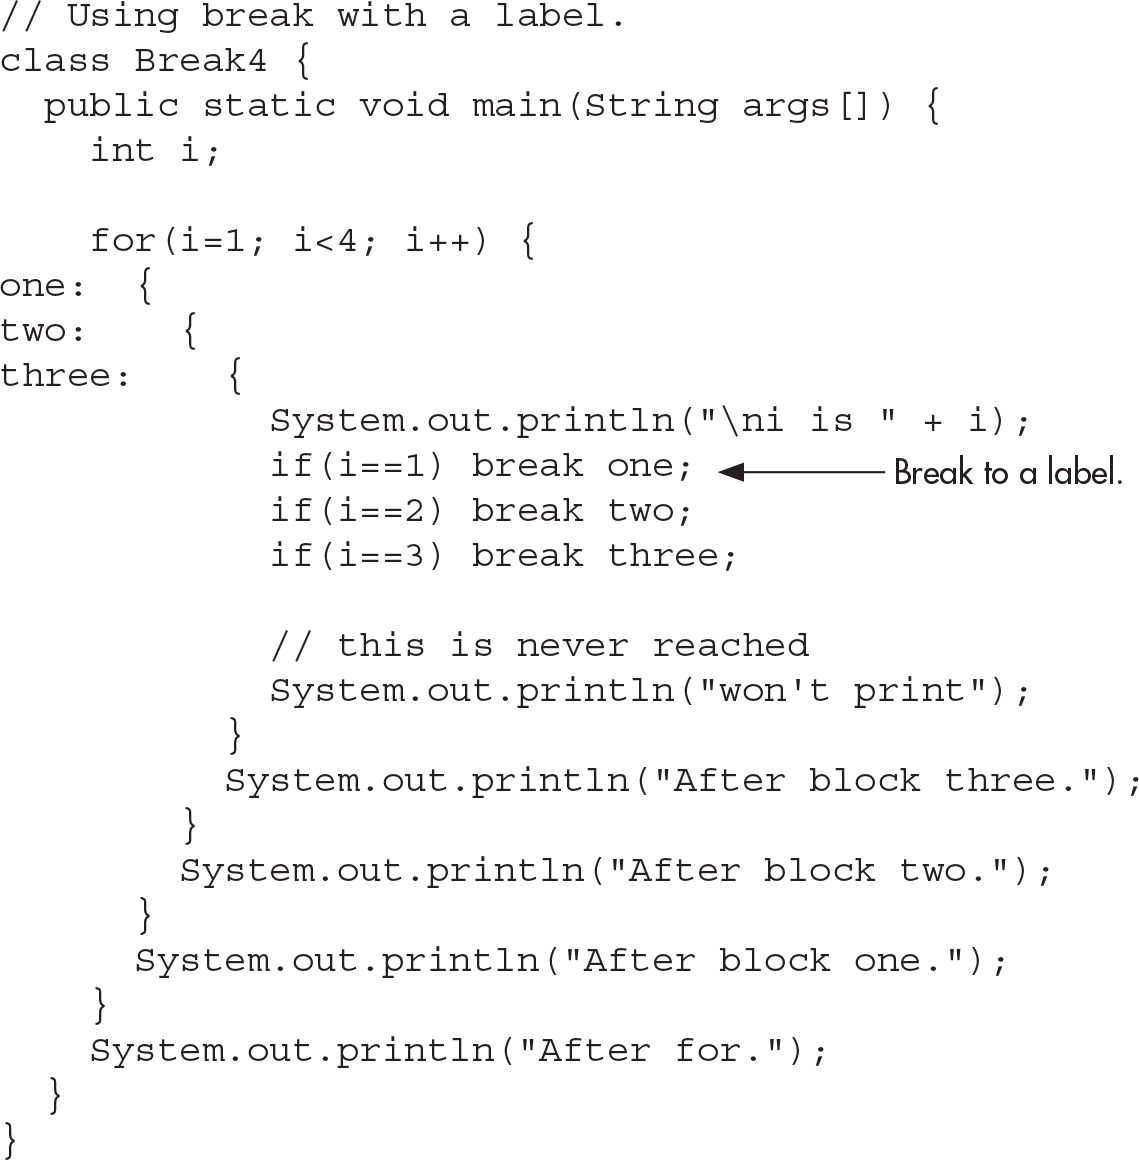 // Using break with a label.
class Break4 {
  public static void main(String args[]) {
    int i;

    for(i=1; i<4; i++) {
one:  {
two:    {
three:    {
            System.out.println("\ni is " + i);
            if(i==1) break one; Break to a label.
            if(i==2) break two;
            if(i==3) break three;

            // this is never reached
            System.out.println("won't print");
          }
          System.out.println("After block three.");
        }
        System.out.println("After block two.");
      }
      System.out.println("After block one.");
    }
    System.out.println("After for.");
  }
}